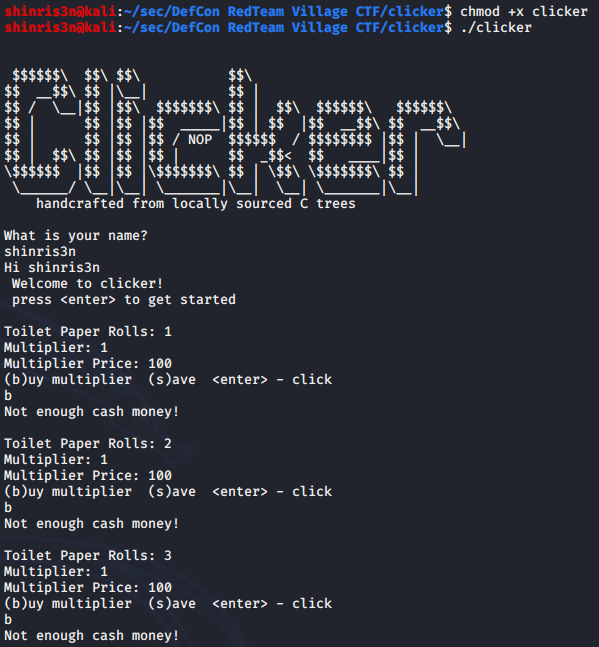 shinris3n@kali:~/sec/DefCon RedTeam Village CTF/clicker$ chmod +x clicker
shinris3n@kali:~/sec/DefCon RedTeam Village CTF/clicker$ ./clicker
 $$$$$$\  $$\ $$\           $$\
$$  __$$\ $$ |\__|          $$ |
$$ /  \__|$$ |$$\  $$$$$$$\ $$ |  $$\  $$$$$$\   $$$$$$\
$$ |      $$ |$$ |$$  _____|$$ | $$  |$$  __$$\ $$  __$$\
$$ |      $$ |$$ |$$ / NOP  $$$$$$  / $$$$$$$$ |$$ |  \__|
$$ |  $$\ $$ |$$ |$$ |      $$  _$$<  $$   ____|$$ |
\$$$$$$  |$$ |$$ |\$$$$$$$\ $$ | \$$\ \$$$$$$$\ $$ |
 \______/ \__|\__| \_______|\__|  \__| \_______|\__|
    handcrafted from locally sourced C trees
What is your name?
shinris3n
Hi shinris3n
 Welcome to clicker!
 press <enter> to get started
Toilet Paper Rolls: 1
Multiplier: 1
Multiplier Price: 100
(b)uy multiplier  (s)ave  <enter> - click
b
Not enough cash money!
Toilet Paper Rolls: 2
Multiplier: 1
Multiplier Price: 100
(b)uy multiplier  (s)ave  <enter> - click
b
Not enough cash money!
Toilet Paper Rolls: 3
Multiplier: 1
Multiplier Price: 100
(b)uy multiplier  (s)ave  <enter> - click
b
Not enough cash money!